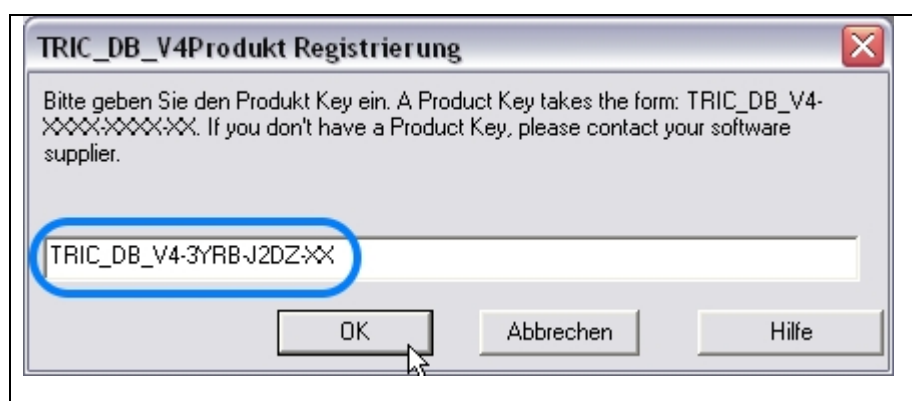 TRIC_DB_V4Produkt Registrierung
Bitte geben Sie den Produkt Key ein. A Product Key takes the form: TRIC_DB_V4-
XXXX-XXXX-XX. If you don't have a Product Key, please contact your software
supplier.
TRIC_DB_V4-3YRB-J2DZ-XX
OK Abbrechen Hilfe